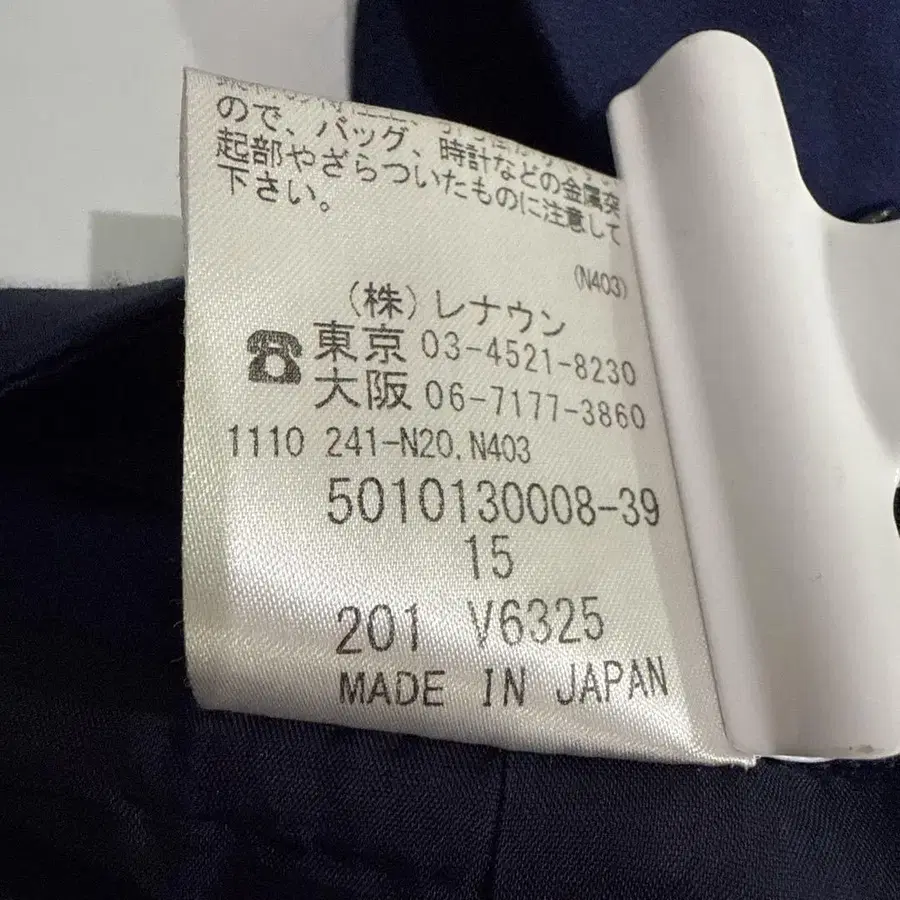 ので、バッグ、時計などの金属突
起部やざらついたものに注意して
下さい。
(N403)
(株)レナウン
東京 03-4521-8230
大阪 06-7177-3860
1110 241-N20, N403
5010130008-39
15
201 V6325
MADE IN JAPAN